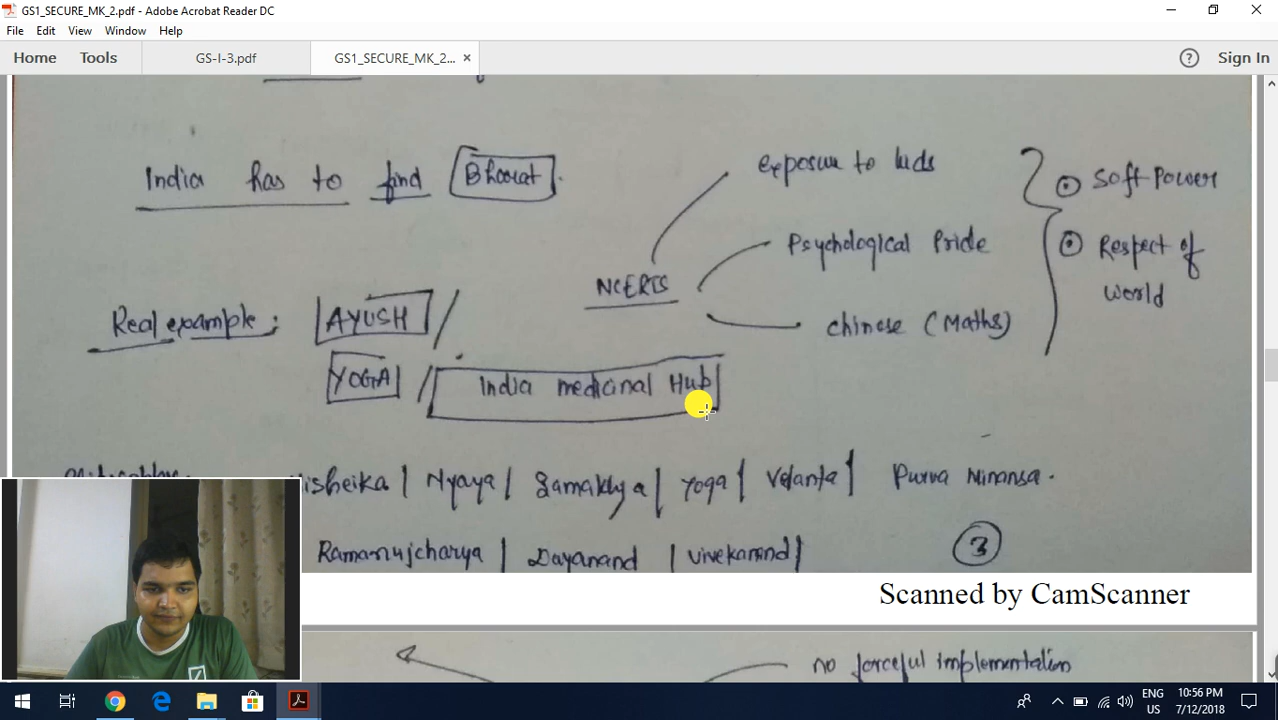 GS1_SECURE_MK_2.pdf - Adobe Acrobat Reader DC
File Edit View Window Help
Home Tools GS-I-3.pdf GS1_SECURE_MK_2... × ? Sign In
India has to find Bharat.
exposure to kids
Soft Power
Psychological Pride
Respect of
world
NCERTS
Real example: AYUSH /
chinese (Maths)
YOGA / India medicinal Hub
isheika | Nyaya | Samakhya | Yoga | Vedanta | Purva Mimansa.
Ramanujcharya | Dayanand | Vivekanand |
3
Scanned by CamScanner
no forceful implementation
ENG 10:56 PM
US 7/12/2018